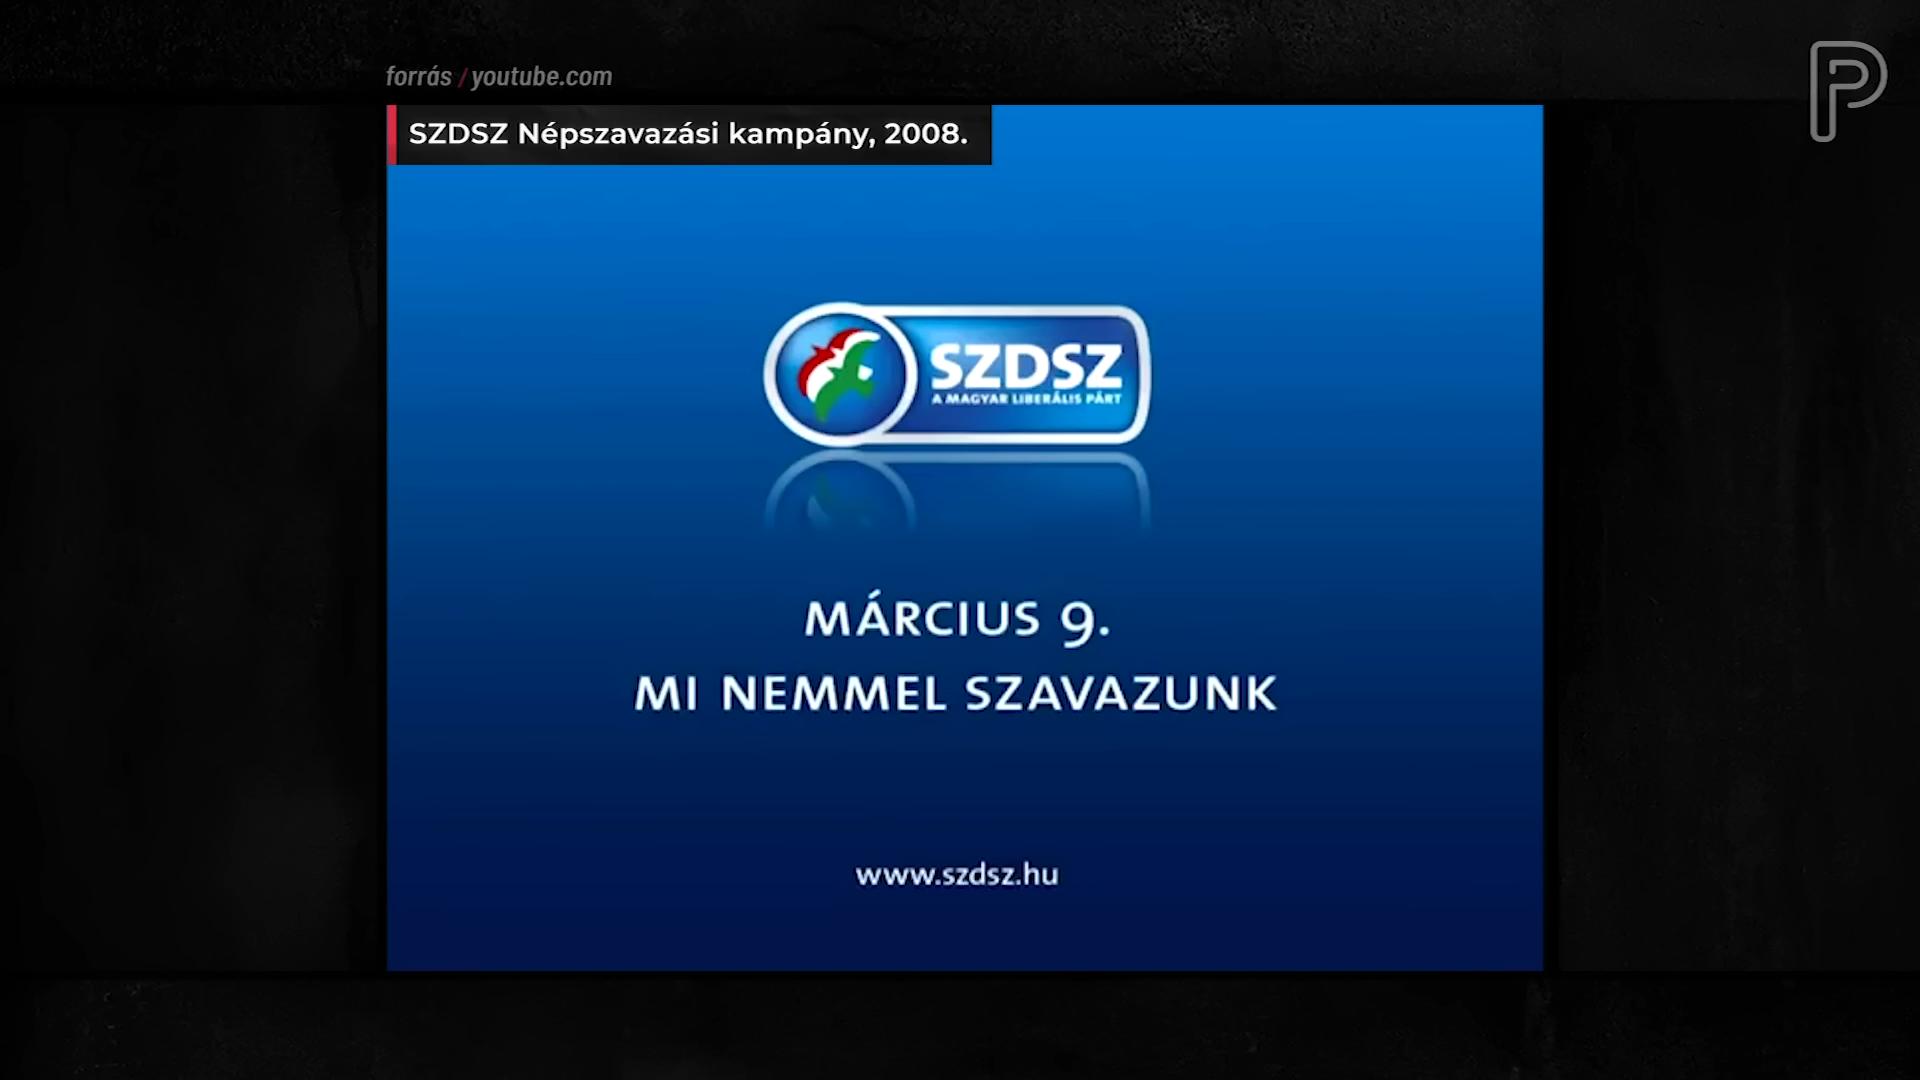 forrás / youtube.com
P
SZDSZ Népszavazási kampány, 2008.
SZDSZ
A MAGYAR LIBERÁLIS PÁRT
MÁRCIUS 9.
MI NEMMEL SZAVAZUNK
www.szdsz.hu